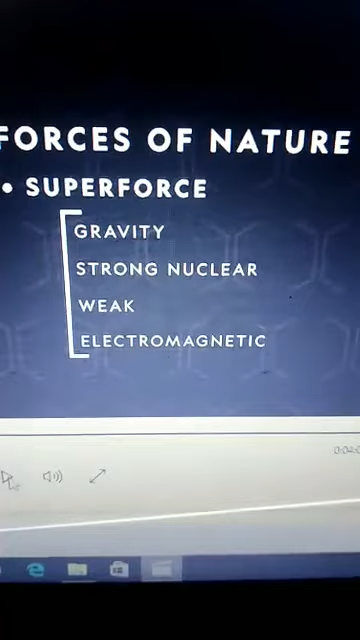 FORCES OF NATURE
• SUPERFORCE
GRAVITY
STRONG NUCLEAR
WEAK
ELECTROMAGNETIC